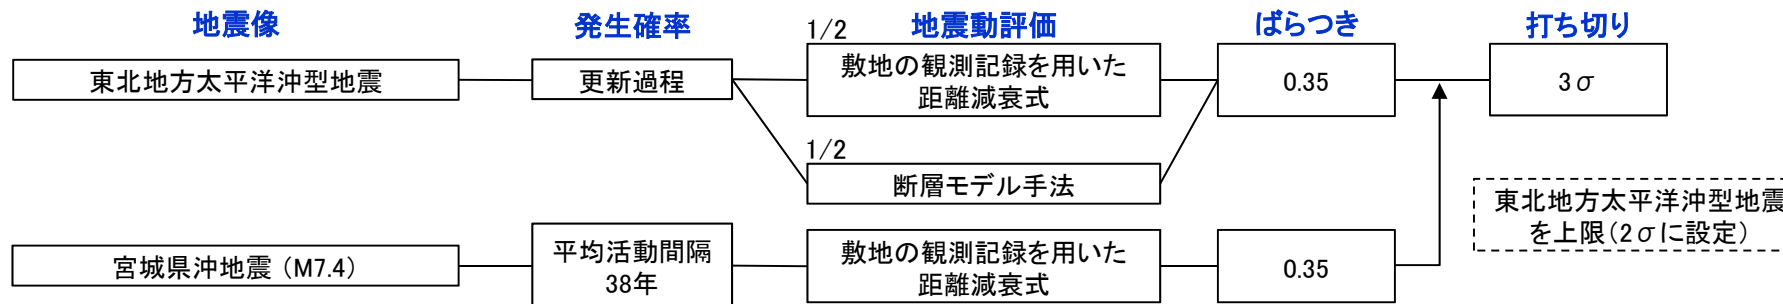 地震像 発生確率 地震動評価 ばらつき 打ち切り
東北地方太平洋沖型地震
更新過程
1/2
敷地の観測記録を用いた
距離減衰式
0.35
3σ
1/2
断層モデル手法
東北地方太平洋沖型地震
を上限(2σに設定)
宮城県沖地震 (M7.4)
平均活動間隔
38年
敷地の観測記録を用いた
距離減衰式
0.35